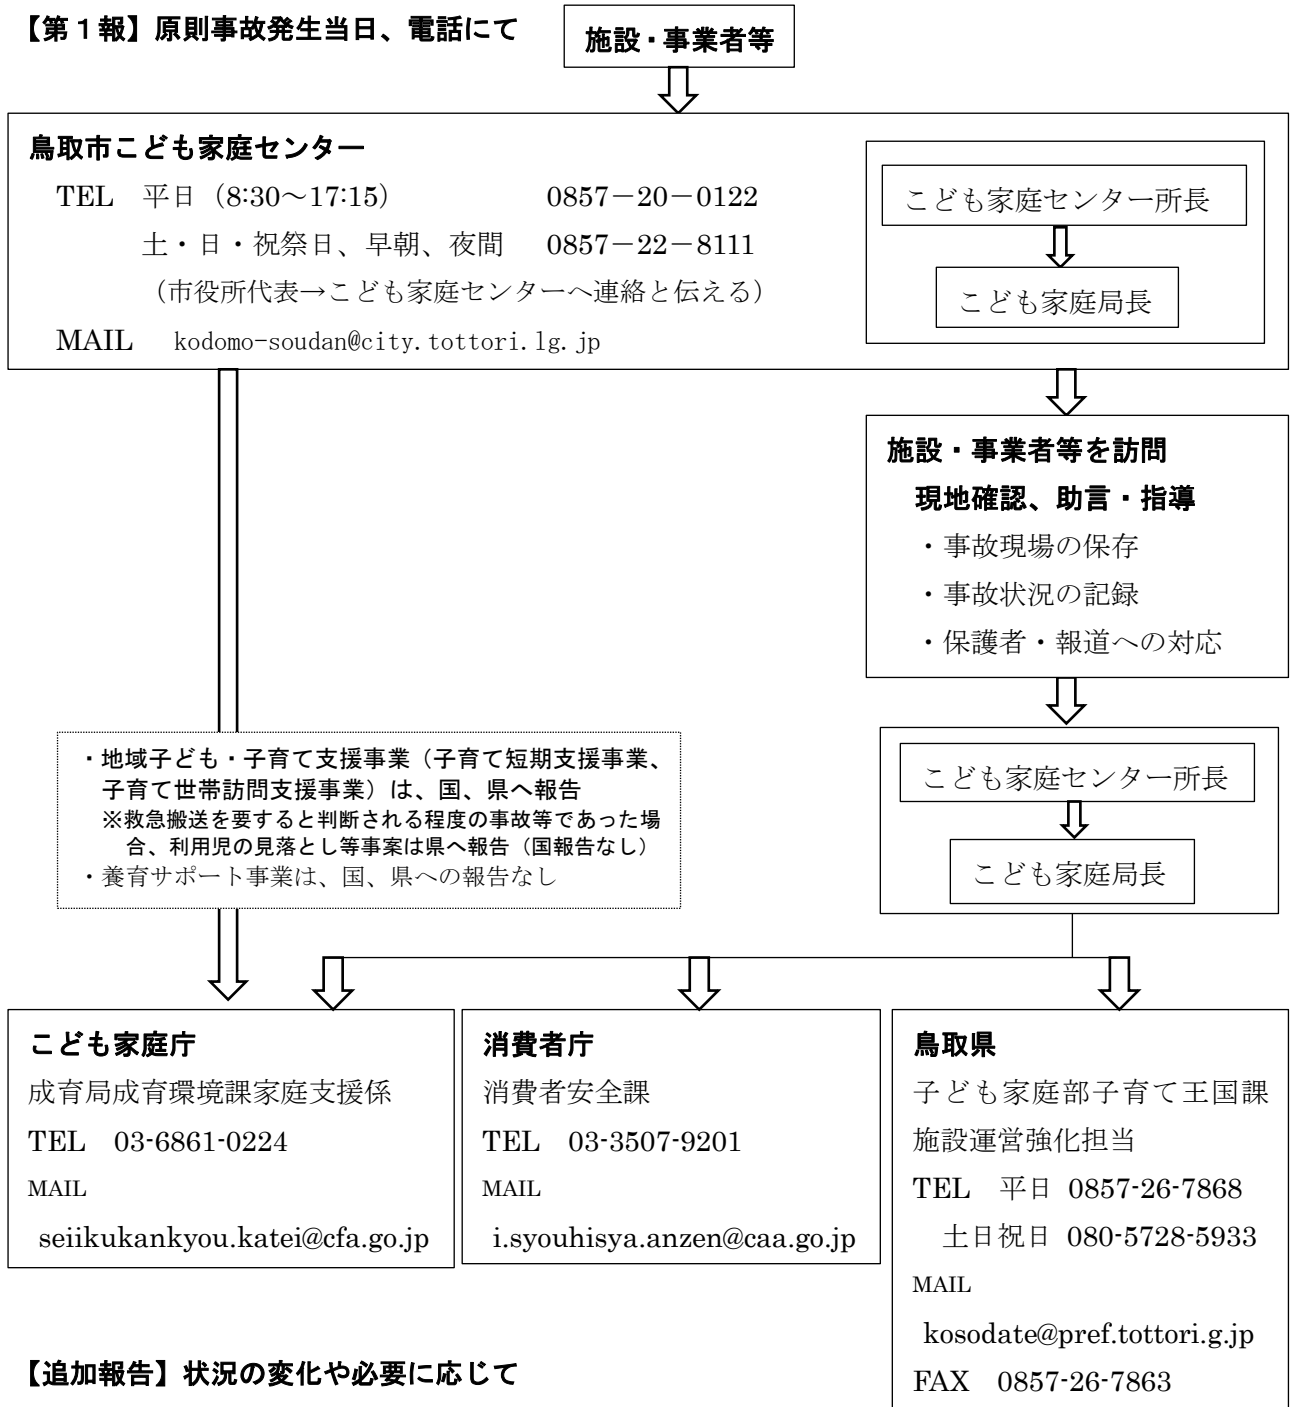 【第１報】原則事故発生当日、電話にて
施設・事業者等
鳥取市こども家庭センター
TEL　平日（8:30～17:15）　0857－20－0122
土・日・祝祭日、早朝、夜間　0857－22－8111
（市役所代表→こども家庭センターへ連絡と伝える）
MAIL　kodomo-soudan@city.tottori.lg.jp
こども家庭センター所長
こども家庭局長
施設・事業者等を訪問
現地確認、助言・指導
・事故現場の保存
・事故状況の記録
・保護者・報道への対応
・地域子ども・子育て支援事業（子育て短期支援事業、
子育て世帯訪問支援事業）は、国、県へ報告
※救急搬送を要すると判断される程度の事故等であった場
合、利用児の見落とし等事案は県へ報告（国報告なし）
・養育サポート事業は、国、県への報告なし
こども家庭センター所長
こども家庭局長
こども家庭庁
成育局成育環境課家庭支援係
TEL　03-6861-0224
MAIL
seiikukankyou.katei@cfa.go.jp
消費者庁
消費者安全課
TEL　03-3507-9201
MAIL
i.syouhisya.anzen@caa.go.jp
鳥取県
子ども家庭部子育て王国課
施設運営強化担当
TEL　平日 0857-26-7868
土日祝日 080-5728-5933
MAIL
kosodate@pref.tottori.g.jp
FAX　0857-26-7863
【追加報告】状況の変化や必要に応じて